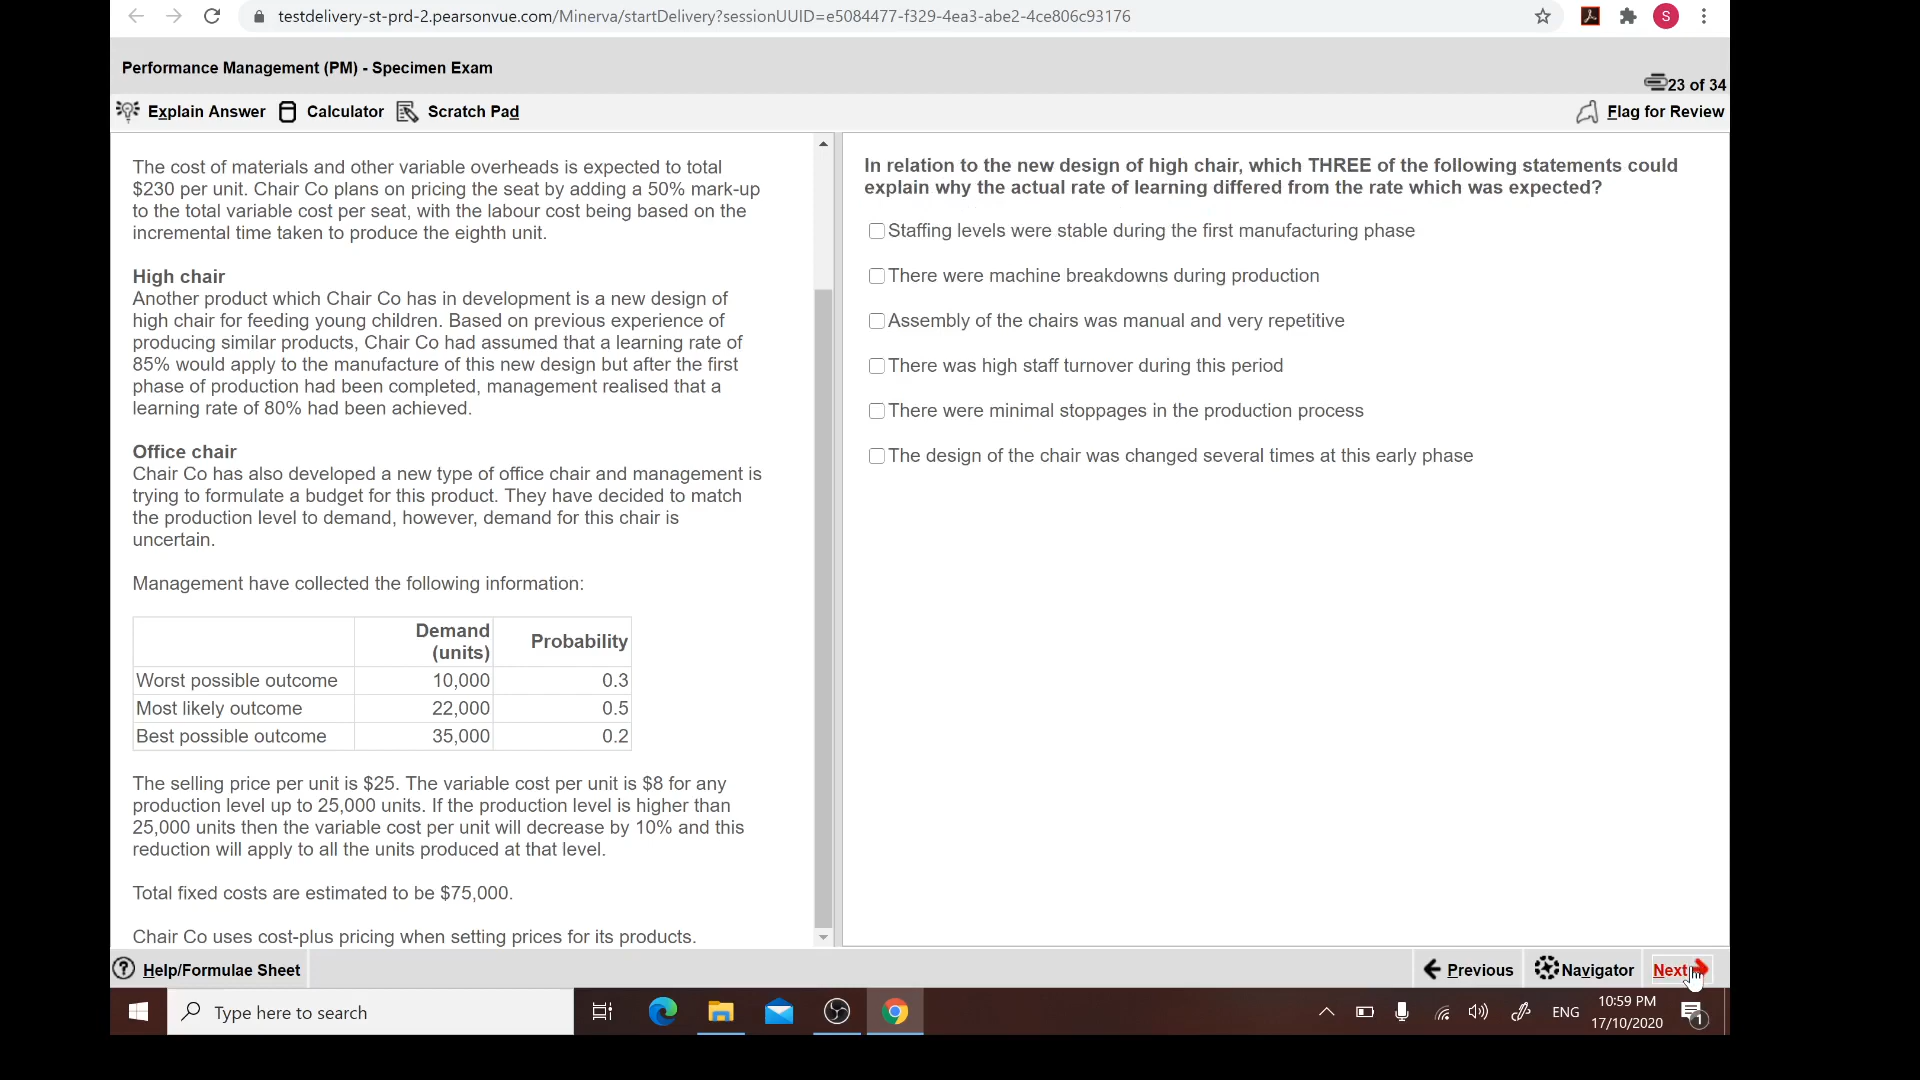 testdelivery-st-prd-2.pearsonvue.com/Minerva/startDelivery?sessionUUID=e5084477-f329-4ea3-abe2-4ce806c93176
S
Performance Management (PM) - Specimen Exam
23 of 34
Explain Answer
Calculator
Scratch Pad
Flag for Review
The cost of materials and other variable overheads is expected to total
$230 per unit. Chair Co plans on pricing the seat by adding a 50% mark-up
to the total variable cost per seat, with the labour cost being based on the
incremental time taken to produce the eighth unit.
High chair
Another product which Chair Co has in development is a new design of
high chair for feeding young children. Based on previous experience of
producing similar products, Chair Co had assumed that a learning rate of
85% would apply to the manufacture of this new design but after the first
phase of production had been completed, management realised that a
learning rate of 80% had been achieved.
Office chair
Chair Co has also developed a new type of office chair and management is
trying to formulate a budget for this product. They have decided to match
the production level to demand, however, demand for this chair is
uncertain.
Management have collected the following information:
Demand
(units)
Probability
Worst possible outcome 10,000 0.3
Most likely outcome 22,000 0.5
Best possible outcome 35,000 0.2
The selling price per unit is $25. The variable cost per unit is $8 for any
production level up to 25,000 units. If the production level is higher than
25,000 units then the variable cost per unit will decrease by 10% and this
reduction will apply to all the units produced at that level.
Total fixed costs are estimated to be $75,000.
Chair Co uses cost-plus pricing when setting prices for its products.
In relation to the new design of high chair, which THREE of the following statements could
explain why the actual rate of learning differed from the rate which was expected?
Staffing levels were stable during the first manufacturing phase
There were machine breakdowns during production
Assembly of the chairs was manual and very repetitive
There was high staff turnover during this period
There were minimal stoppages in the production process
The design of the chair was changed several times at this early phase
Help/Formulae Sheet
Previous
Navigator
Next
Type here to search
ENG
10:59 PM
17/10/2020
1